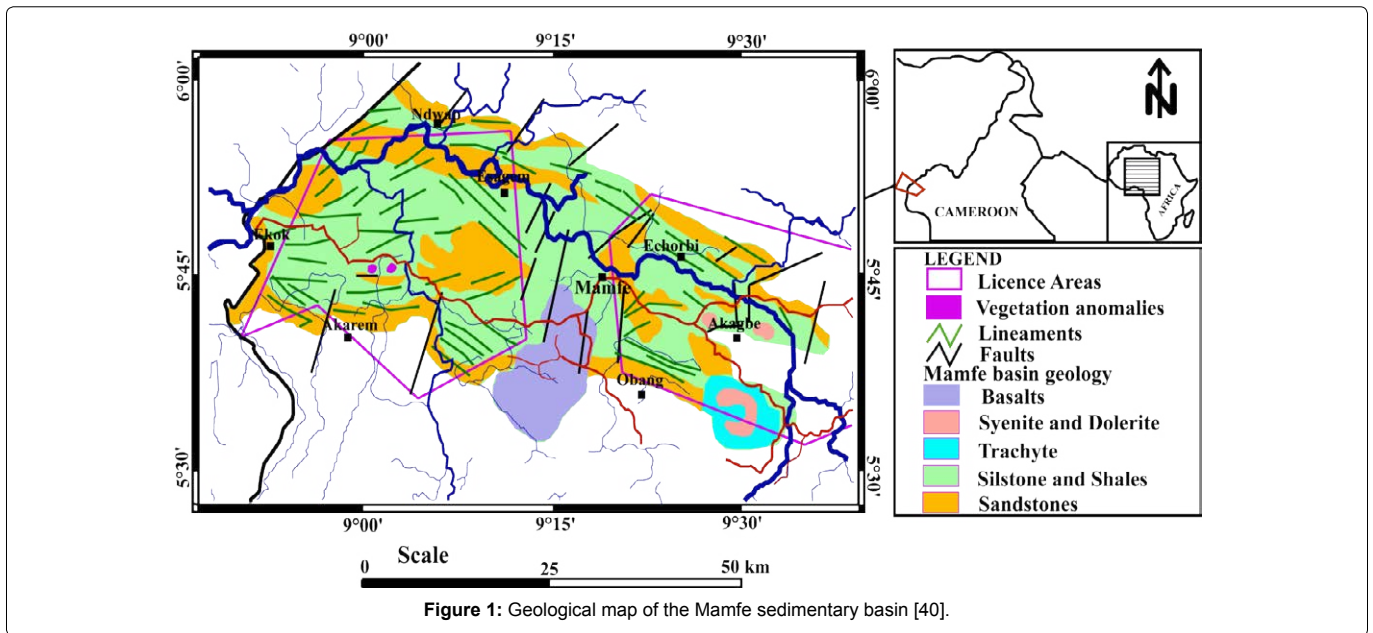 9°00' 9°15' 9°30'
6°00' 6°00'
Ndwap
Esagem
Ekok
Echorbi
5°45' 5°45'
Mamfe
Akarem
Akagbe
Obang
5°30' 5°30'
9°00' 9°15' 9°30'
Scale
0 25 50 km
N
CAMEROON
AFRICA
LEGEND
Licence Areas
Vegetation anomalies
Lineaments
Faults
Mamfe basin geology
Basalts
Syenite and Dolerite
Trachyte
Silstone and Shales
Sandstones
Figure 1: Geological map of the Mamfe sedimentary basin [40].